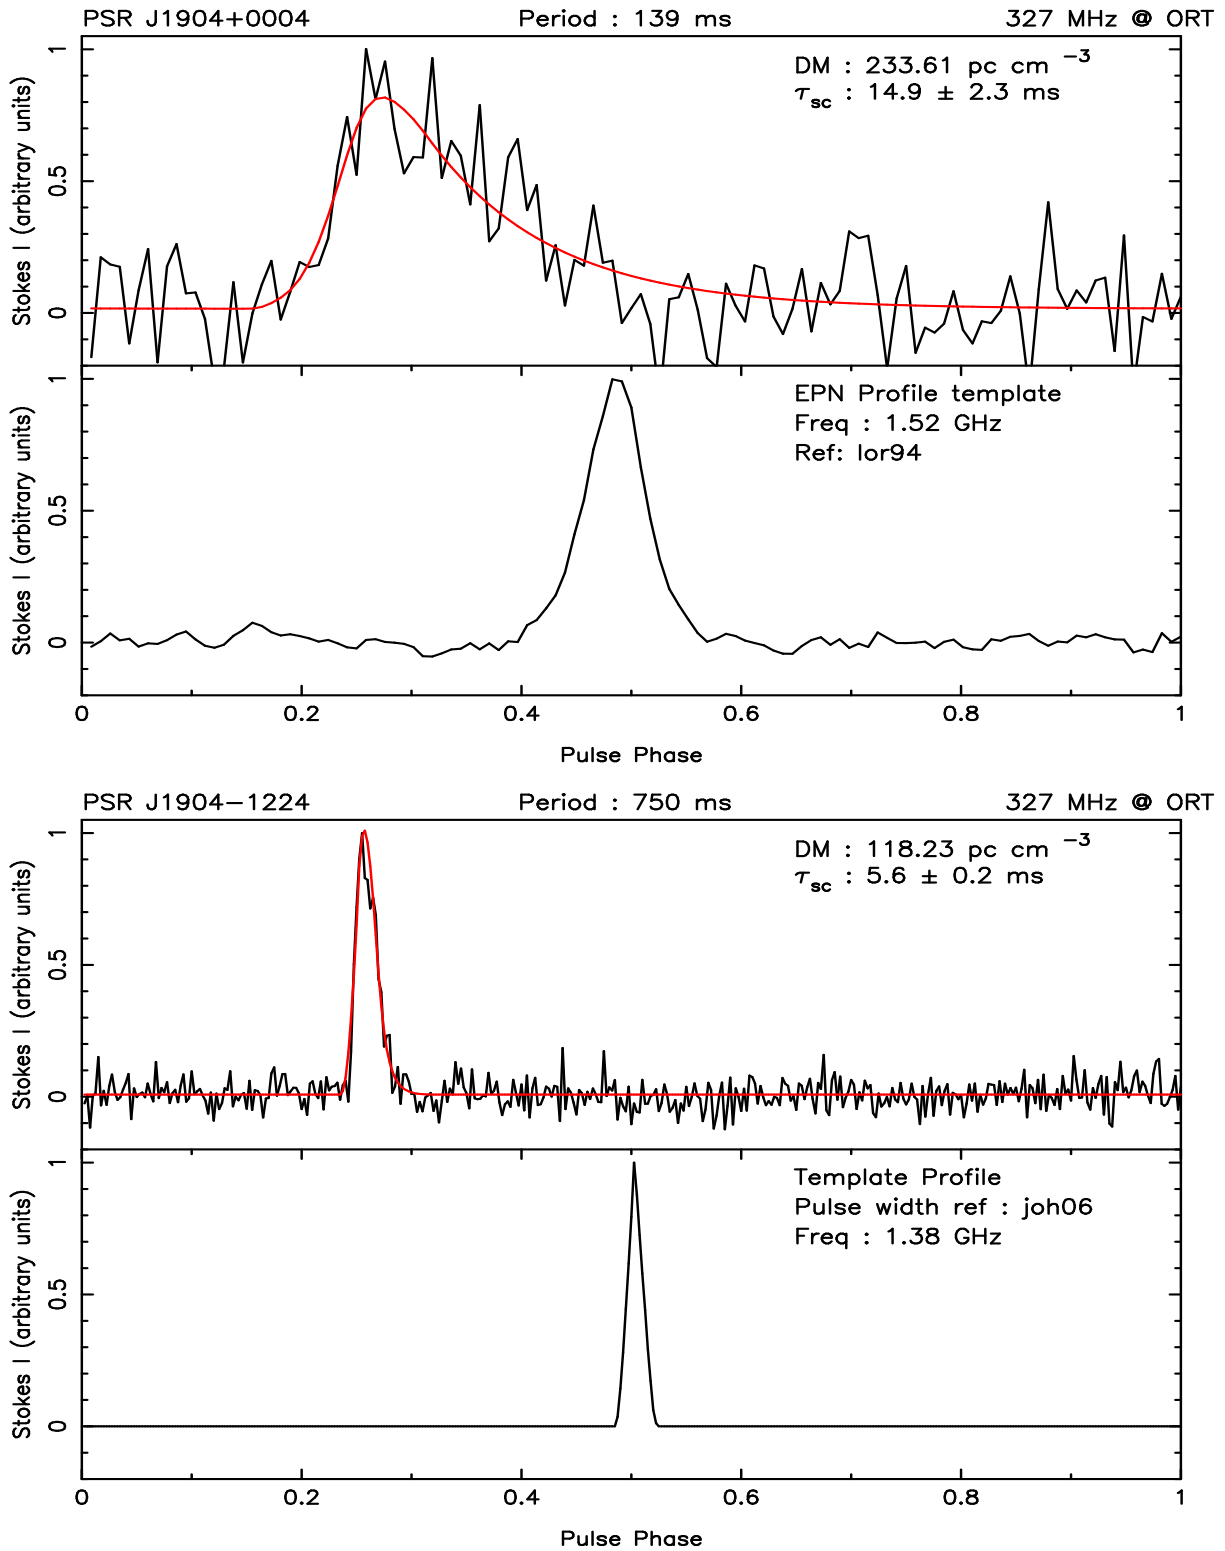 PSR J1904+0004 Period : 139 ms 327 MHz @ ORT
DM : 233.61 pc cm −3
τsc : 14.9 ± 2.3 ms
Stokes I (arbitrary units)
1
0.5
0
EPN Profile template
Freq : 1.52 GHz
Ref: lor94
Stokes I (arbitrary units)
1
0.5
0
0 0.2 0.4 0.6 0.8 1
Pulse Phase
PSR J1904−1224 Period : 750 ms 327 MHz @ ORT
DM : 118.23 pc cm −3
τsc : 5.6 ± 0.2 ms
Stokes I (arbitrary units)
1
0.5
0
Template Profile
Pulse width ref : joh06
Freq : 1.38 GHz
Stokes I (arbitrary units)
1
0.5
0
0 0.2 0.4 0.6 0.8 1
Pulse Phase